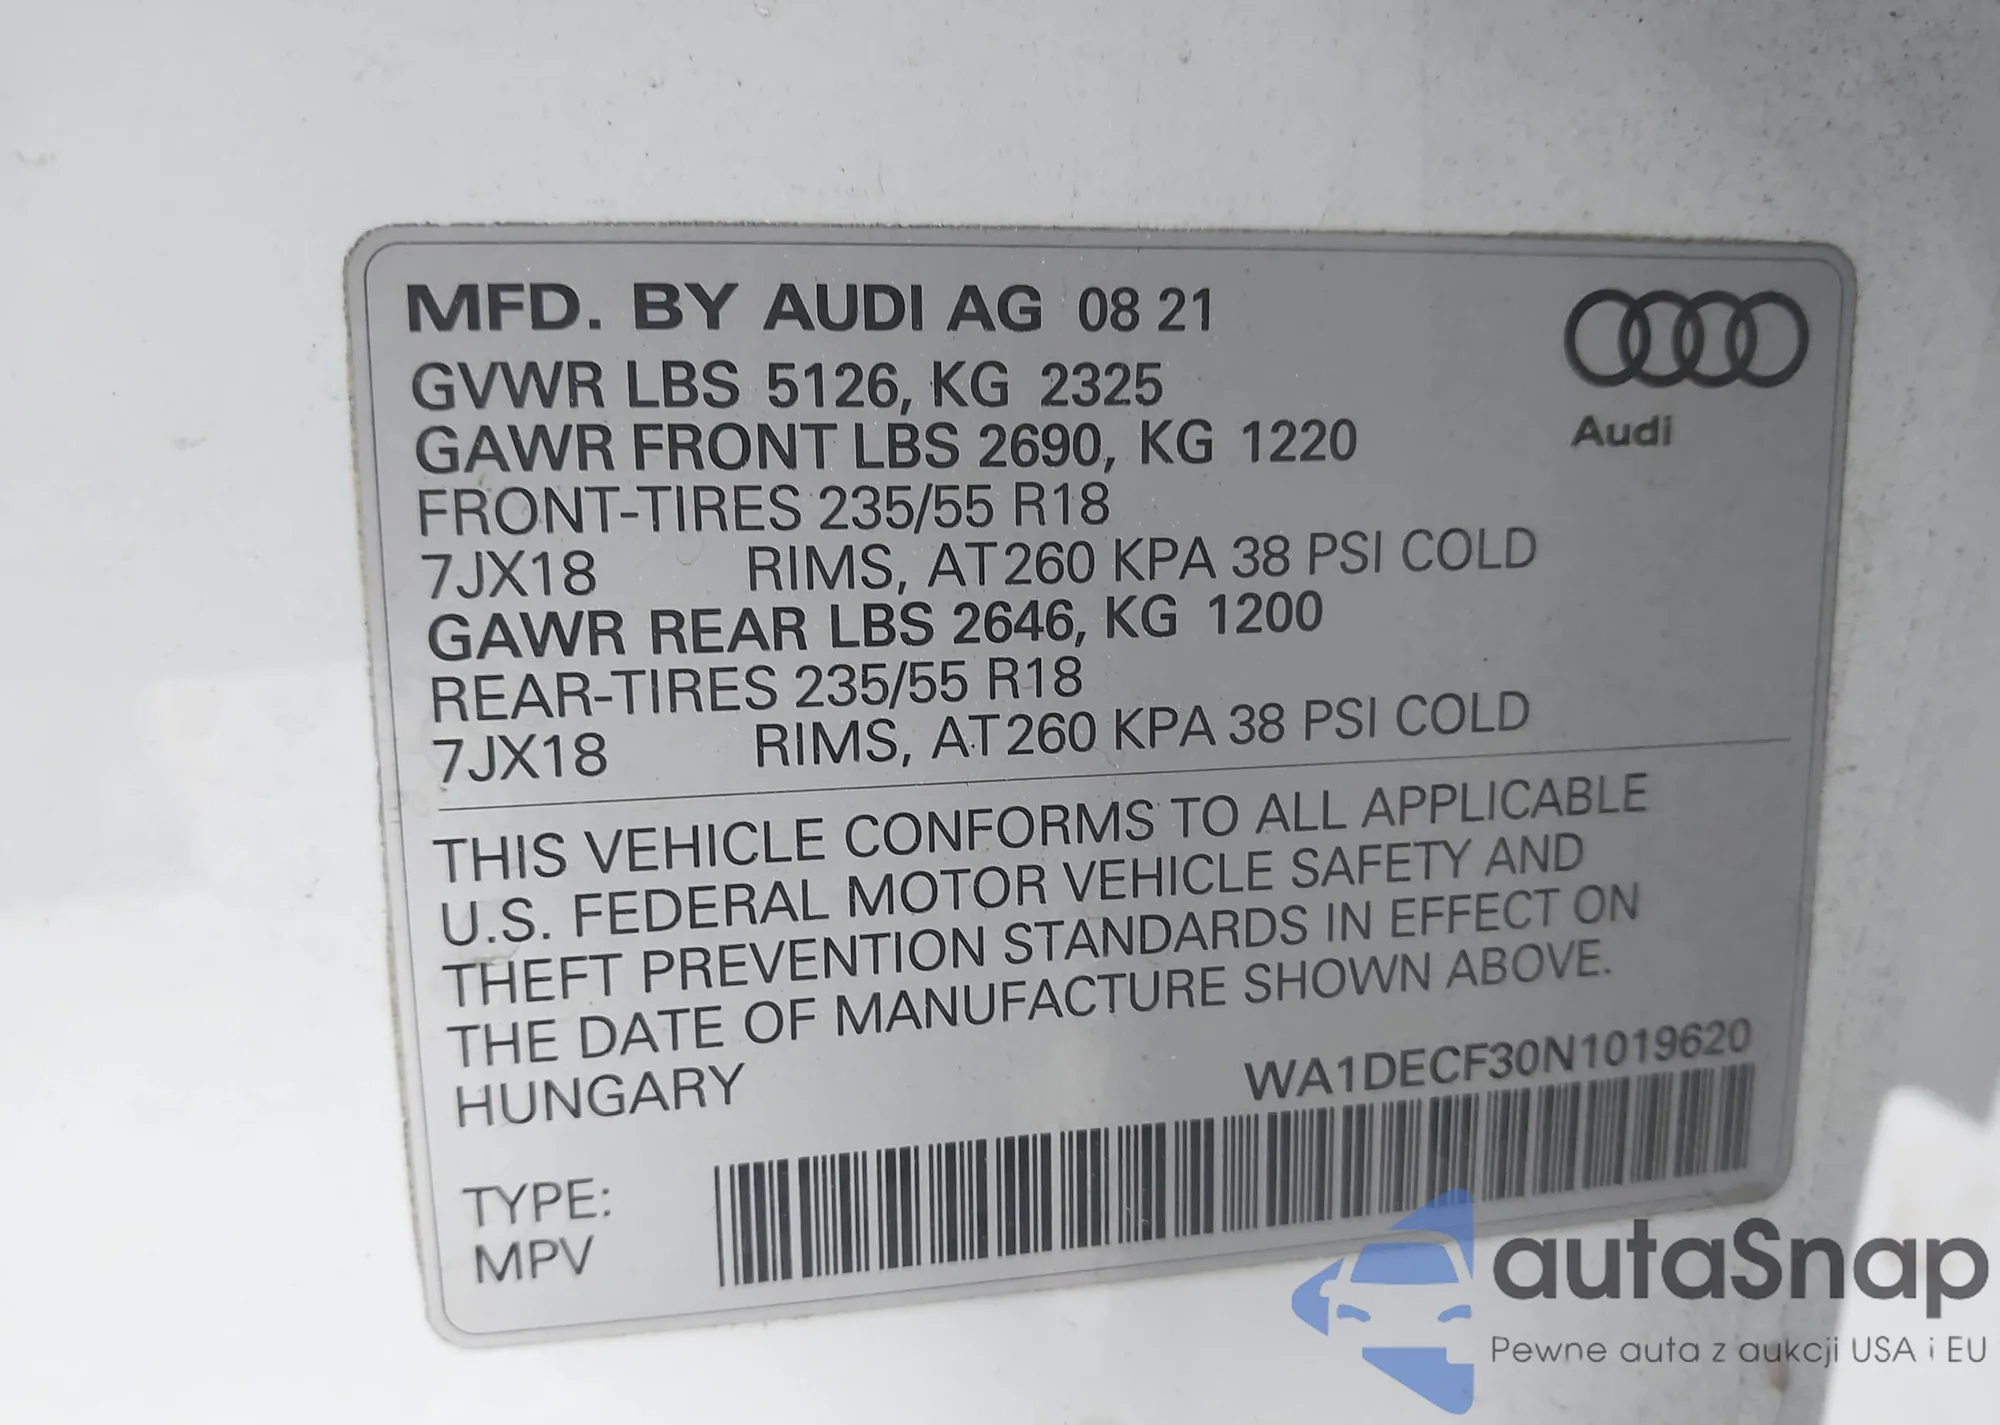 MFD. BY AUDI AG 08 21
GVWR LBS 5126, KG 2325
GAWR FRONT LBS 2690, KG 1220
FRONT-TIRES 235/55 R18
7JX18 RIMS, AT 260 KPA 38 PSI COLD
GAWR REAR LBS 2646, KG 1200
REAR-TIRES 235/55 R18
7JX18 RIMS, AT 260 KPA 38 PSI COLD
Audi
THIS VEHICLE CONFORMS TO ALL APPLICABLE
U.S. FEDERAL MOTOR VEHICLE SAFETY AND
THEFT PREVENTION STANDARDS IN EFFECT ON
THE DATE OF MANUFACTURE SHOWN ABOVE.
HUNGARY
WA1DECF30N1019620
TYPE:
MPV
autaSnap
Pewne auta z aukcji USA i EU